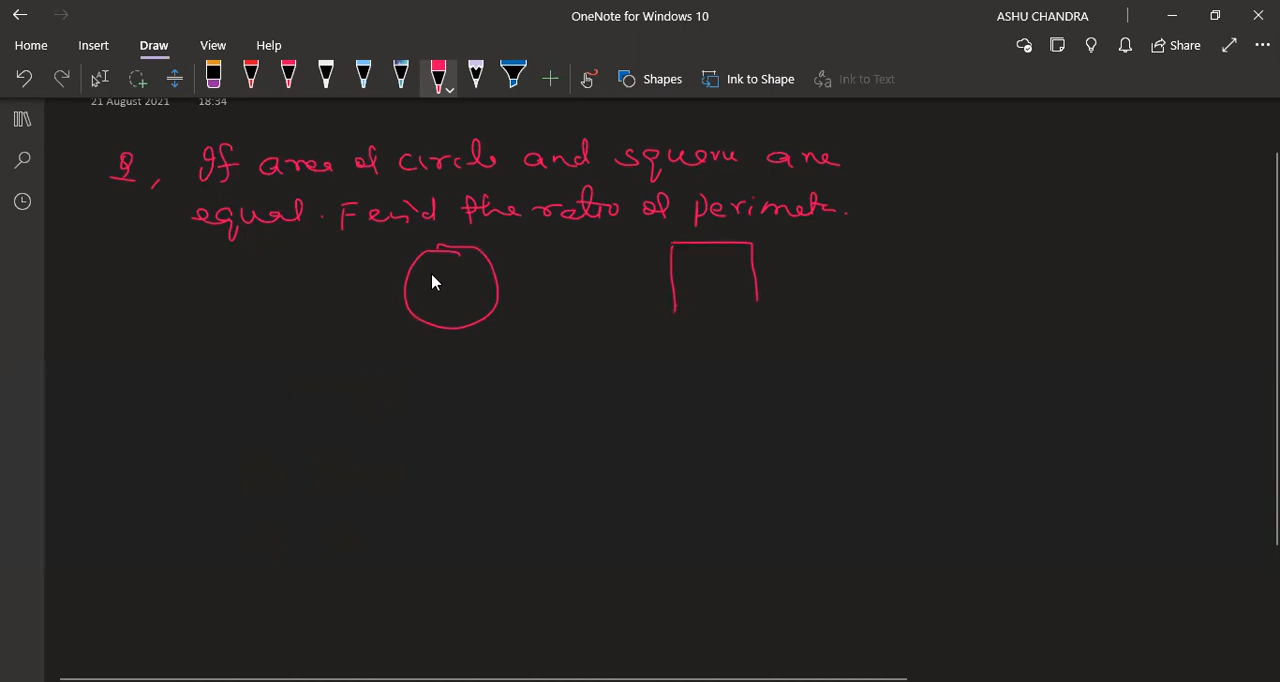 OneNote for Windows 10
ASHU CHANDRA
Home Insert Draw View Help
Share
Shapes Ink to Shape Ink to Text
21 August 2021 18:34
Q, If area of circle and square are
equal. Find the ratio of perimeter.